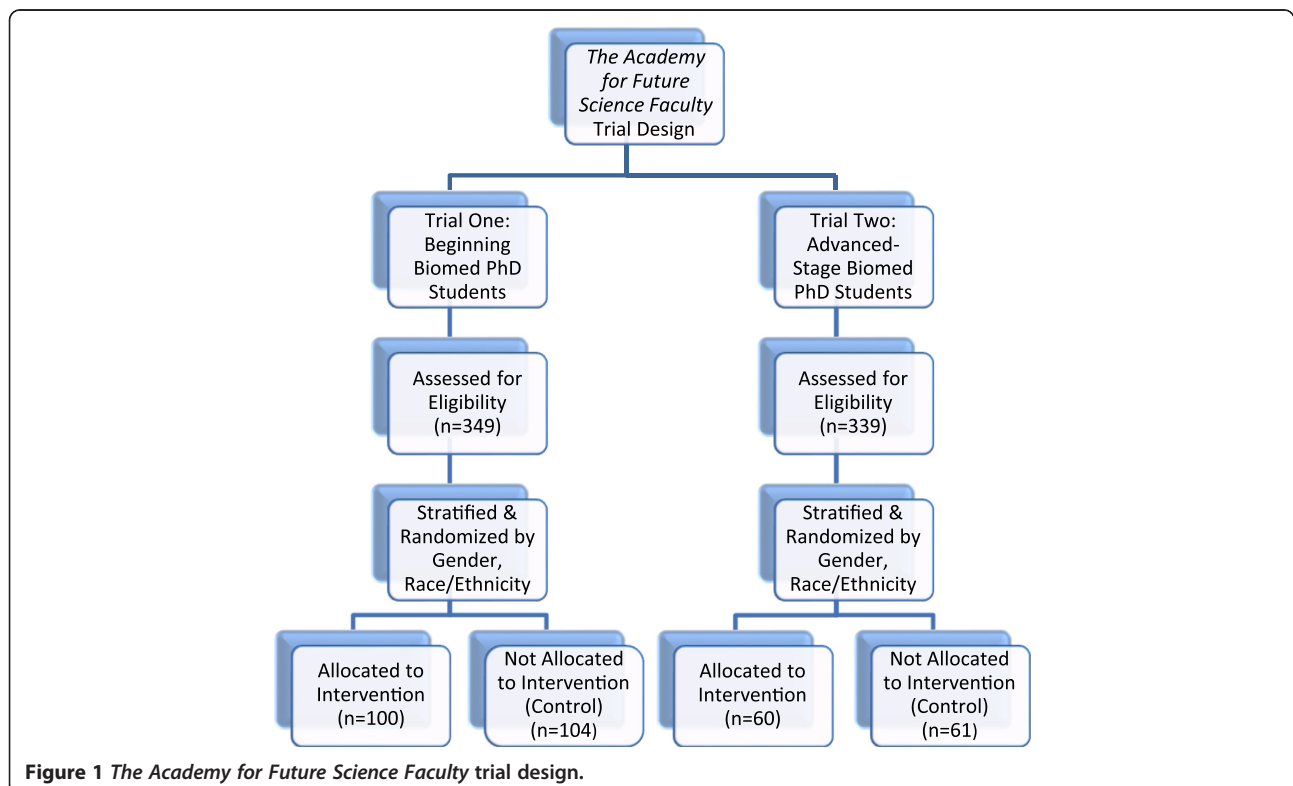 The Academy
for Future
Science Faculty
Trial Design
Trial One:
Beginning
Biomed PhD
Students
Trial Two:
Advanced-
Stage Biomed
PhD Students
Assessed for
Eligibility
(n=349)
Assessed for
Eligibility
(n=339)
Stratified &
Randomized by
Gender,
Race/Ethnicity
Stratified &
Randomized by
Gender,
Race/Ethnicity
Allocated to
Intervention
(n=100)
Not Allocated
to Intervention
(Control)
(n=104)
Allocated to
Intervention
(n=60)
Not Allocated
to Intervention
(Control)
(n=61)
Figure 1 The Academy for Future Science Faculty trial design.